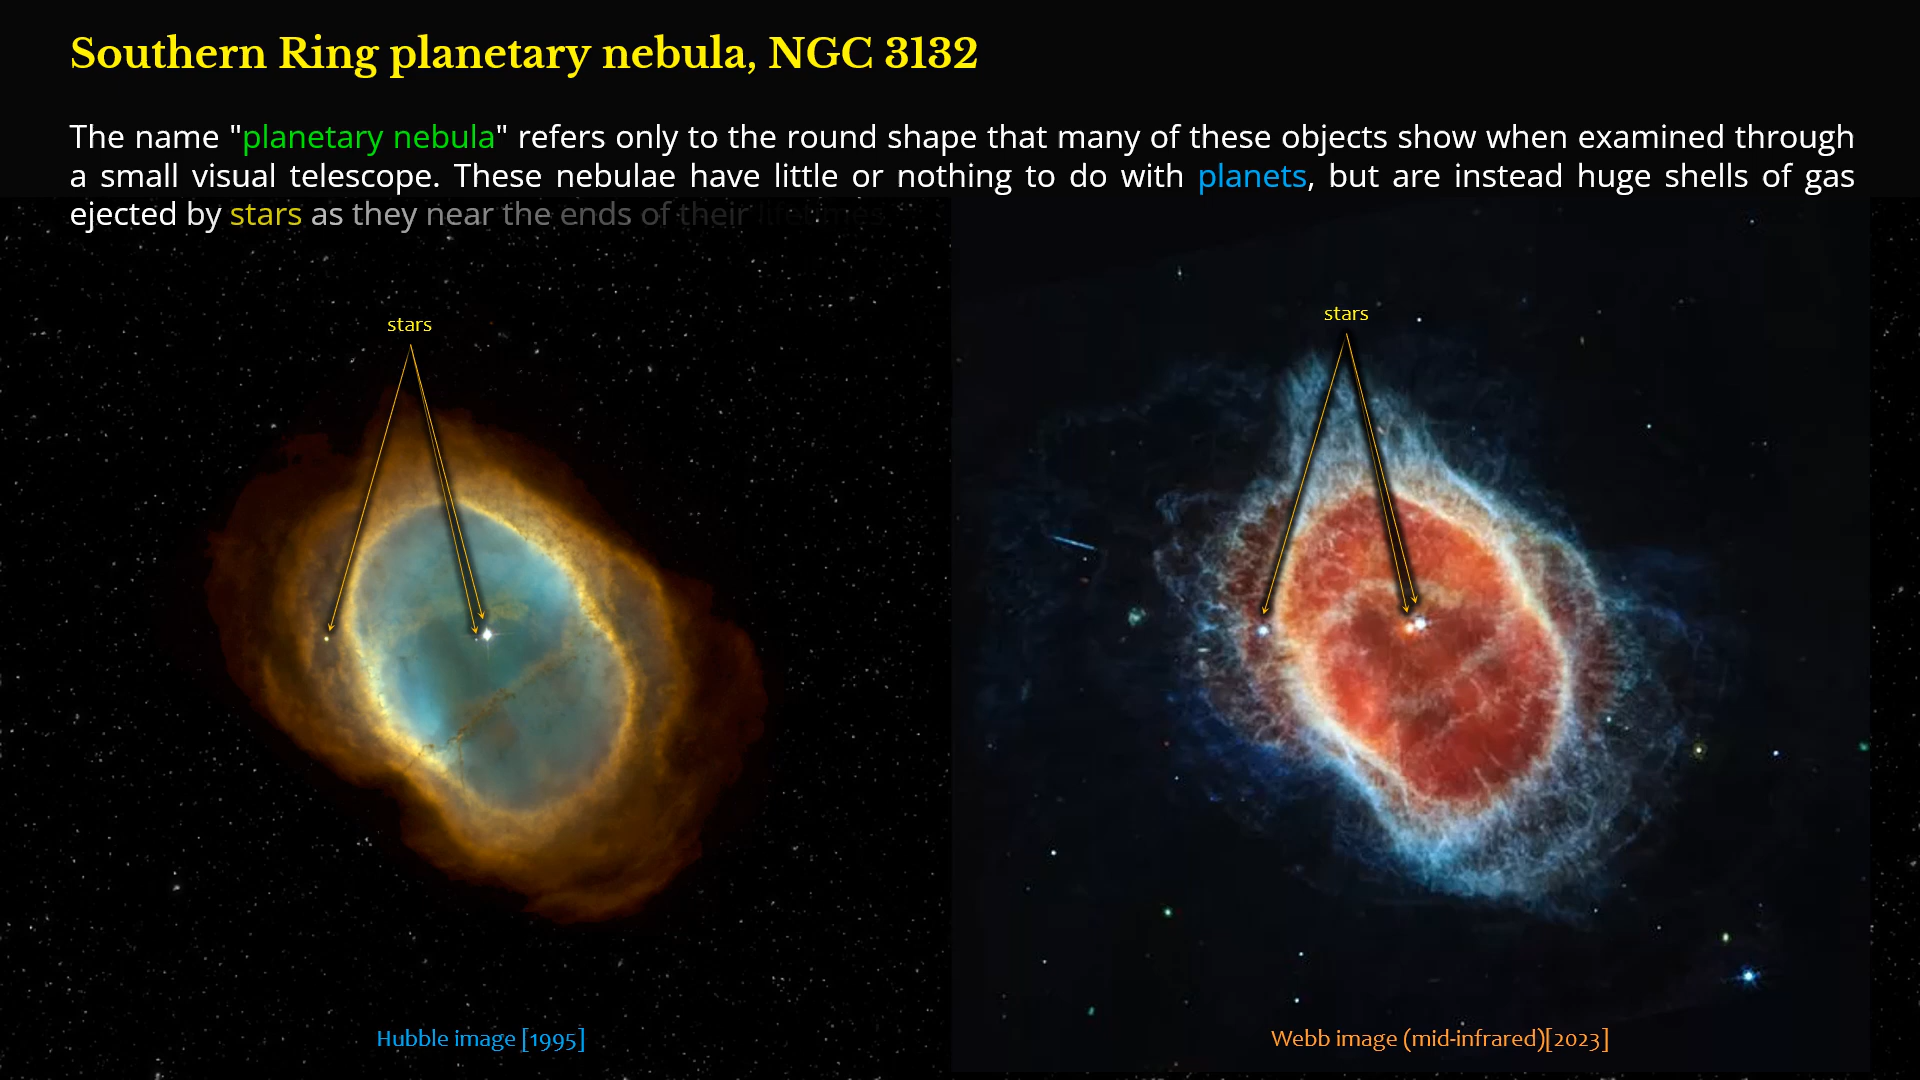 Southern Ring planetary nebula, NGC 3132
The name "planetary nebula" refers only to the round shape that many of these objects show when examined through
a small visual telescope. These nebulae have little or nothing to do with planets, but are instead huge shells of gas
ejected by stars as they near the ends of their lifetimes
stars
stars
Hubble image [1995]
Webb image (mid-infrared)[2023]